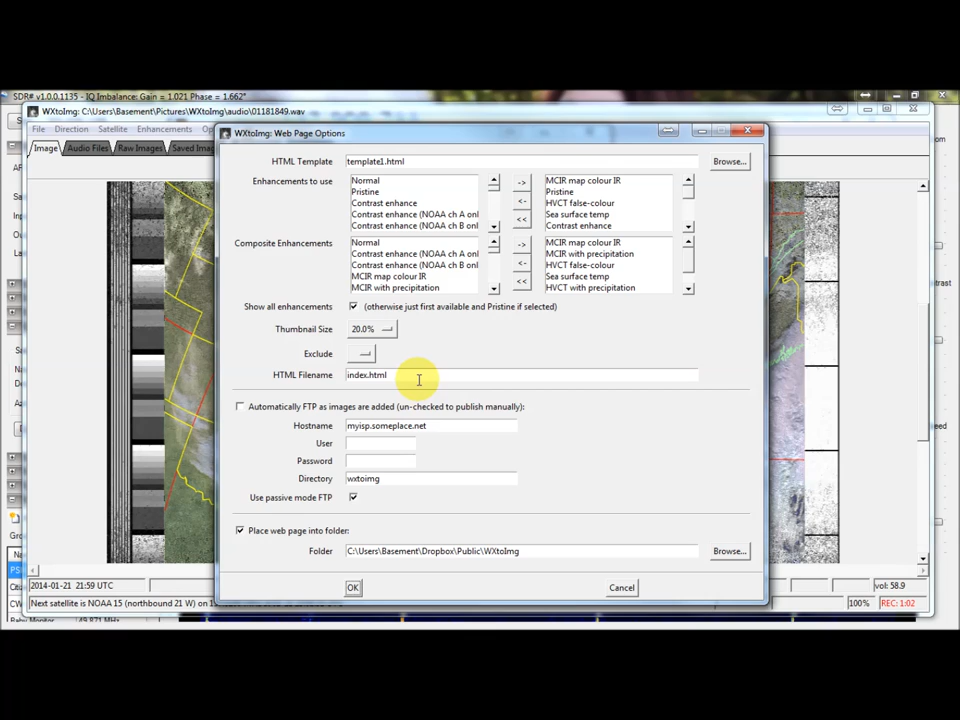 SDR# v1.0.0.1135 - IQ Imbalance: Gain = 1.021 Phase = 1.662°
WXtoImg: C:\Users\Basement\Pictures\WXtoImg\audio\01181849.wav
File Direction Satellite Enhancements
Image Audio Files Raw Images Saved
WXtoImg: Web Page Options
HTML Template template1.html Browse...
Enhancements to use
Normal
Pristine
Contrast enhance
Contrast enhance (NOAA ch A onl
Contrast enhance (NOAA ch B onl
->
<-
<<
MCIR map colour IR
Pristine
HVCT false-colour
Sea surface temp
Contrast enhance
Composite Enhancements
Normal
Contrast enhance (NOAA ch A onl
Contrast enhance (NOAA ch B onl
MCIR map colour IR
MCIR with precipitation
->
<-
<<
MCIR map colour IR
MCIR with precipitation
HVCT false-colour
Sea surface temp
HVCT with precipitation
Show all enhancements (otherwise just first available and Pristine if selected)
Thumbnail Size 20.0%
Exclude
HTML Filename index.html
Automatically FTP as images are added (un-checked to publish manually):
Hostname myisp.someplace.net
User
Password
Directory wxtoimg
Use passive mode FTP
Place web page into folder:
Folder C:\Users\Basement\Dropbox\Public\WXtoImg Browse...
OK Cancel
2014-01-21 21:59 UTC
vol: 58.9
Next satellite is NOAA 15 (northbound 21 W) on
100% REC: 1:02
Baby Monitor 49.871 MHz